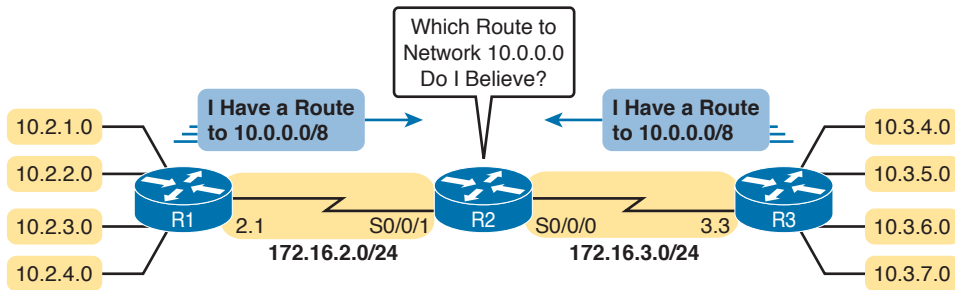 Which Route to
Network 10.0.0.0
Do I Believe?
I Have a Route
to 10.0.0.0/8
I Have a Route
to 10.0.0.0/8
10.2.1.0
10.2.2.0
10.2.3.0
10.2.4.0
R1
2.1
S0/0/1
172.16.2.0/24
R2
S0/0/0
3.3
172.16.3.0/24
R3
10.3.4.0
10.3.5.0
10.3.6.0
10.3.7.0